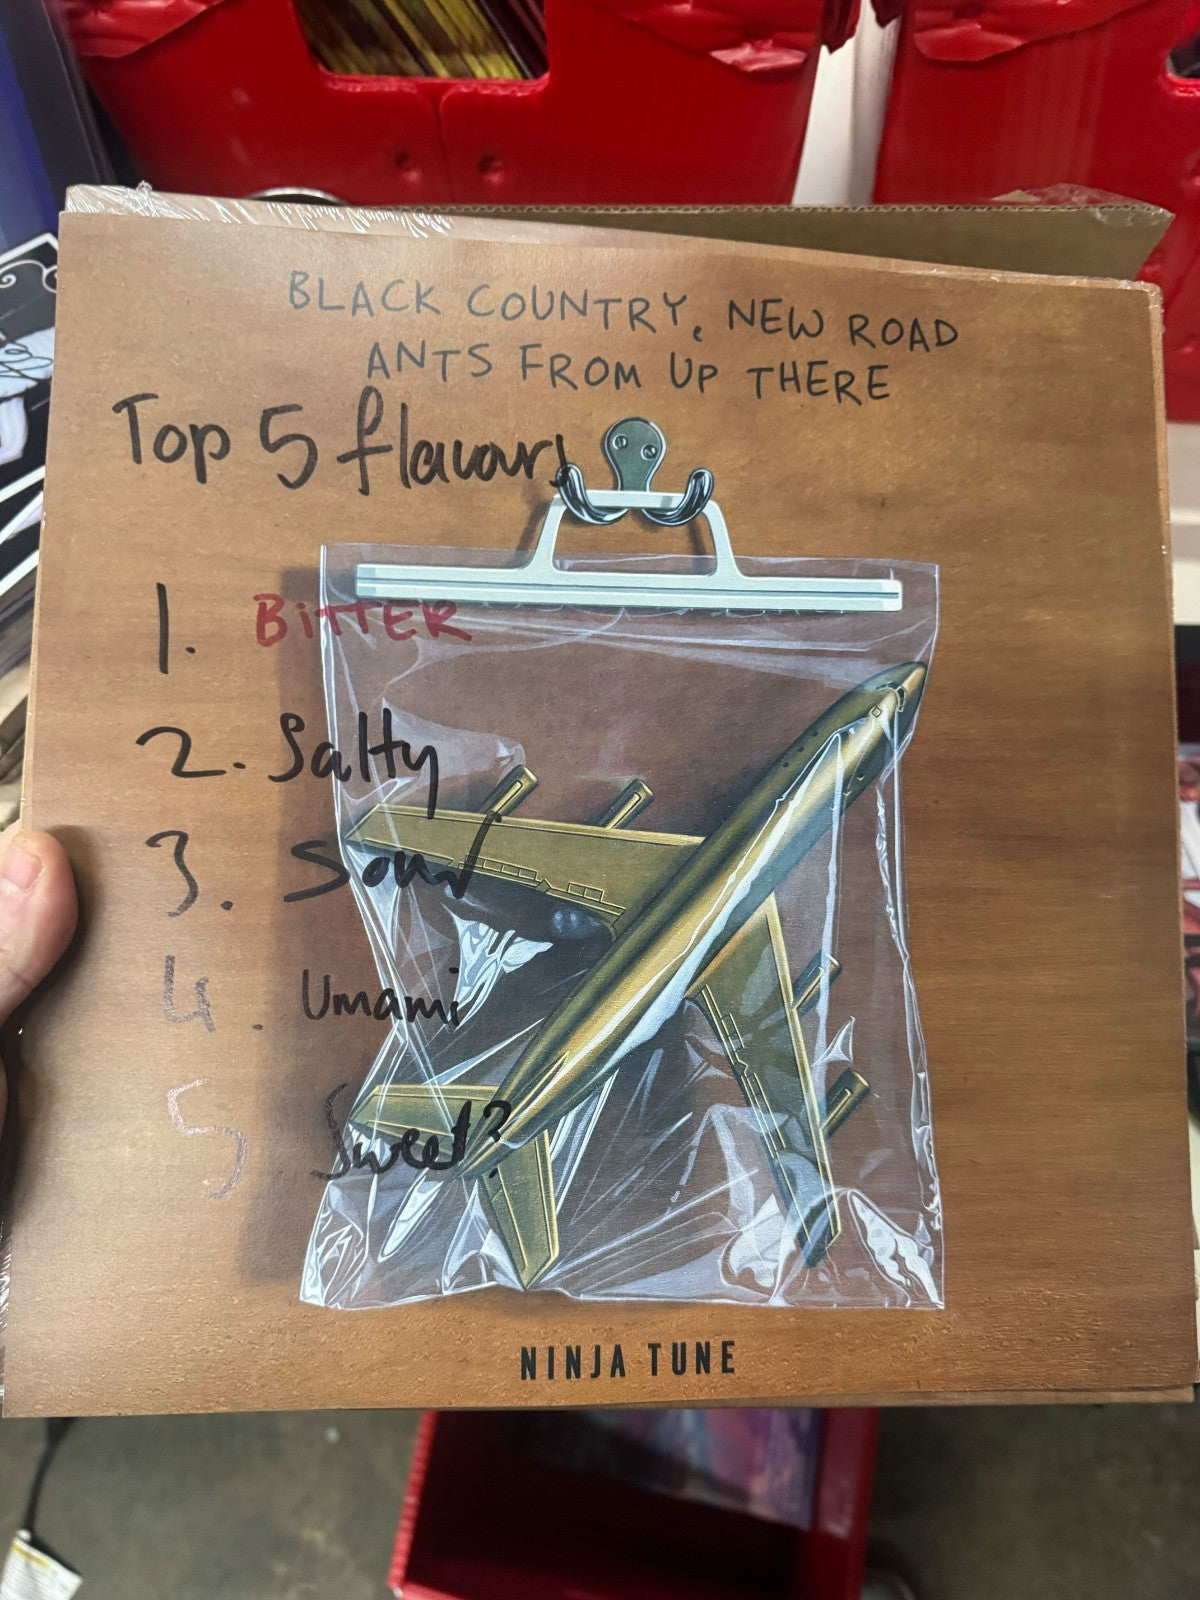 BLACK COUNTRY, NEW ROAD
ANTS FROM UP THERE
Top 5 flavours
1. BiTTER
2. Salty
3. Sour
4. Umami
5 Sweet?
NINJA TUNE